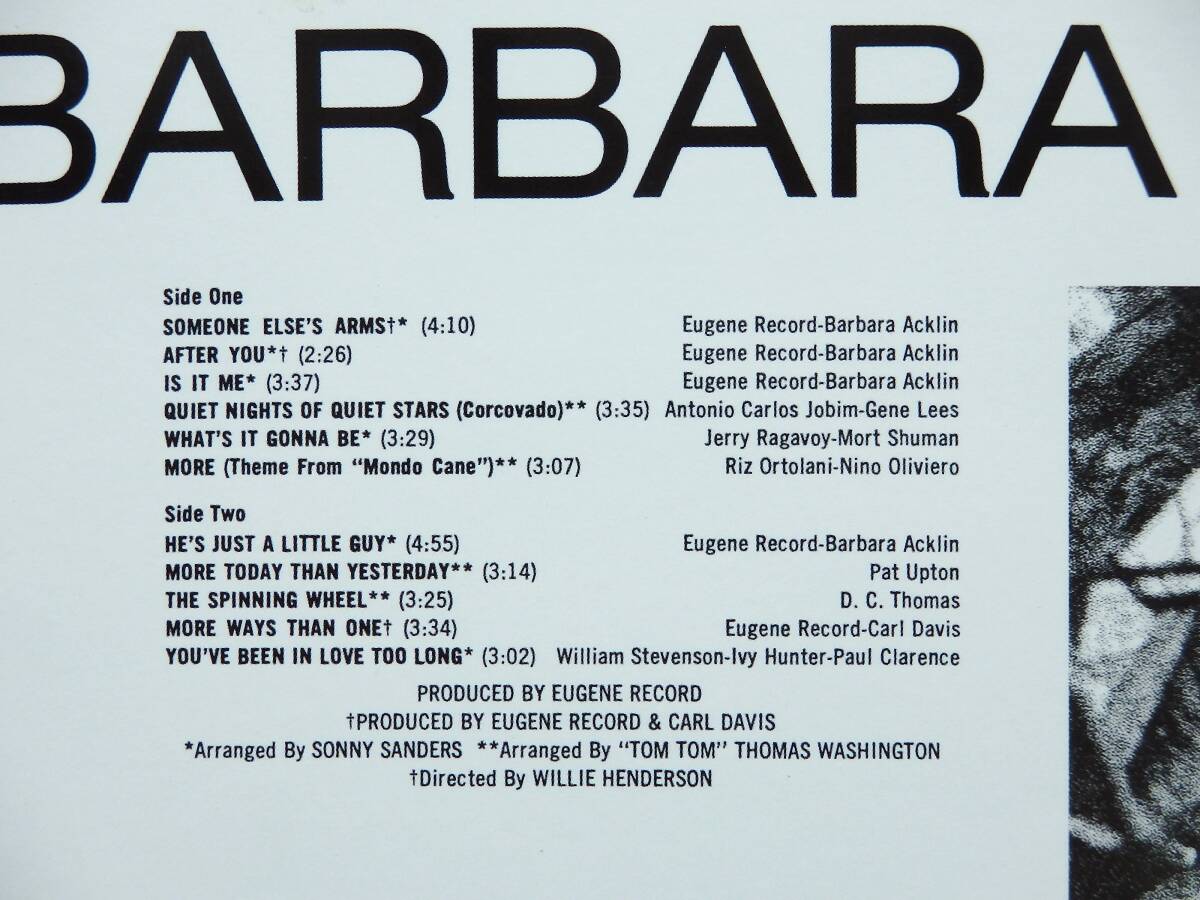 BARBARA
Side One
SOMEONE ELSE'S ARMS†* (4:10) Eugene Record-Barbara Acklin
AFTER YOU*† (2:26) Eugene Record-Barbara Acklin
IS IT ME* (3:37) Eugene Record-Barbara Acklin
QUIET NIGHTS OF QUIET STARS (Corcovado)** (3:35) Antonio Carlos Jobim-Gene Lees
WHAT'S IT GONNA BE* (3:29) Jerry Ragavoy-Mort Shuman
MORE (Theme From "Mondo Cane")** (3:07) Riz Ortolani-Nino Oliviero
Side Two
HE'S JUST A LITTLE GUY* (4:55) Eugene Record-Barbara Acklin
MORE TODAY THAN YESTERDAY** (3:14) Pat Upton
THE SPINNING WHEEL** (3:25) D. C. Thomas
MORE WAYS THAN ONE† (3:34) Eugene Record-Carl Davis
YOU'VE BEEN IN LOVE TOO LONG* (3:02) William Stevenson-Ivy Hunter-Paul Clarence
PRODUCED BY EUGENE RECORD
†PRODUCED BY EUGENE RECORD & CARL DAVIS
*Arranged By SONNY SANDERS **Arranged By "TOM TOM" THOMAS WASHINGTON
†Directed By WILLIE HENDERSON